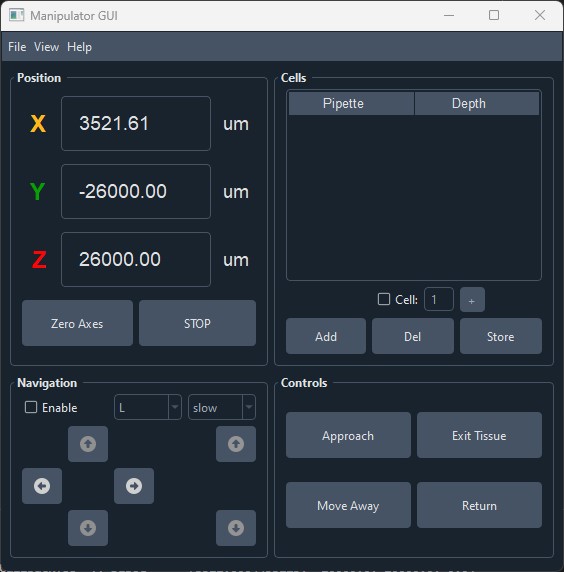 Manipulator GUI
File View Help
Position
X 3521.61 um
Y -26000.00 um
Z 26000.00 um
Zero Axes STOP
Cells
Pipette Depth
Cell: 1 +
Add Del Store
Navigation
Enable L slow
Controls
Approach Exit Tissue
Move Away Return